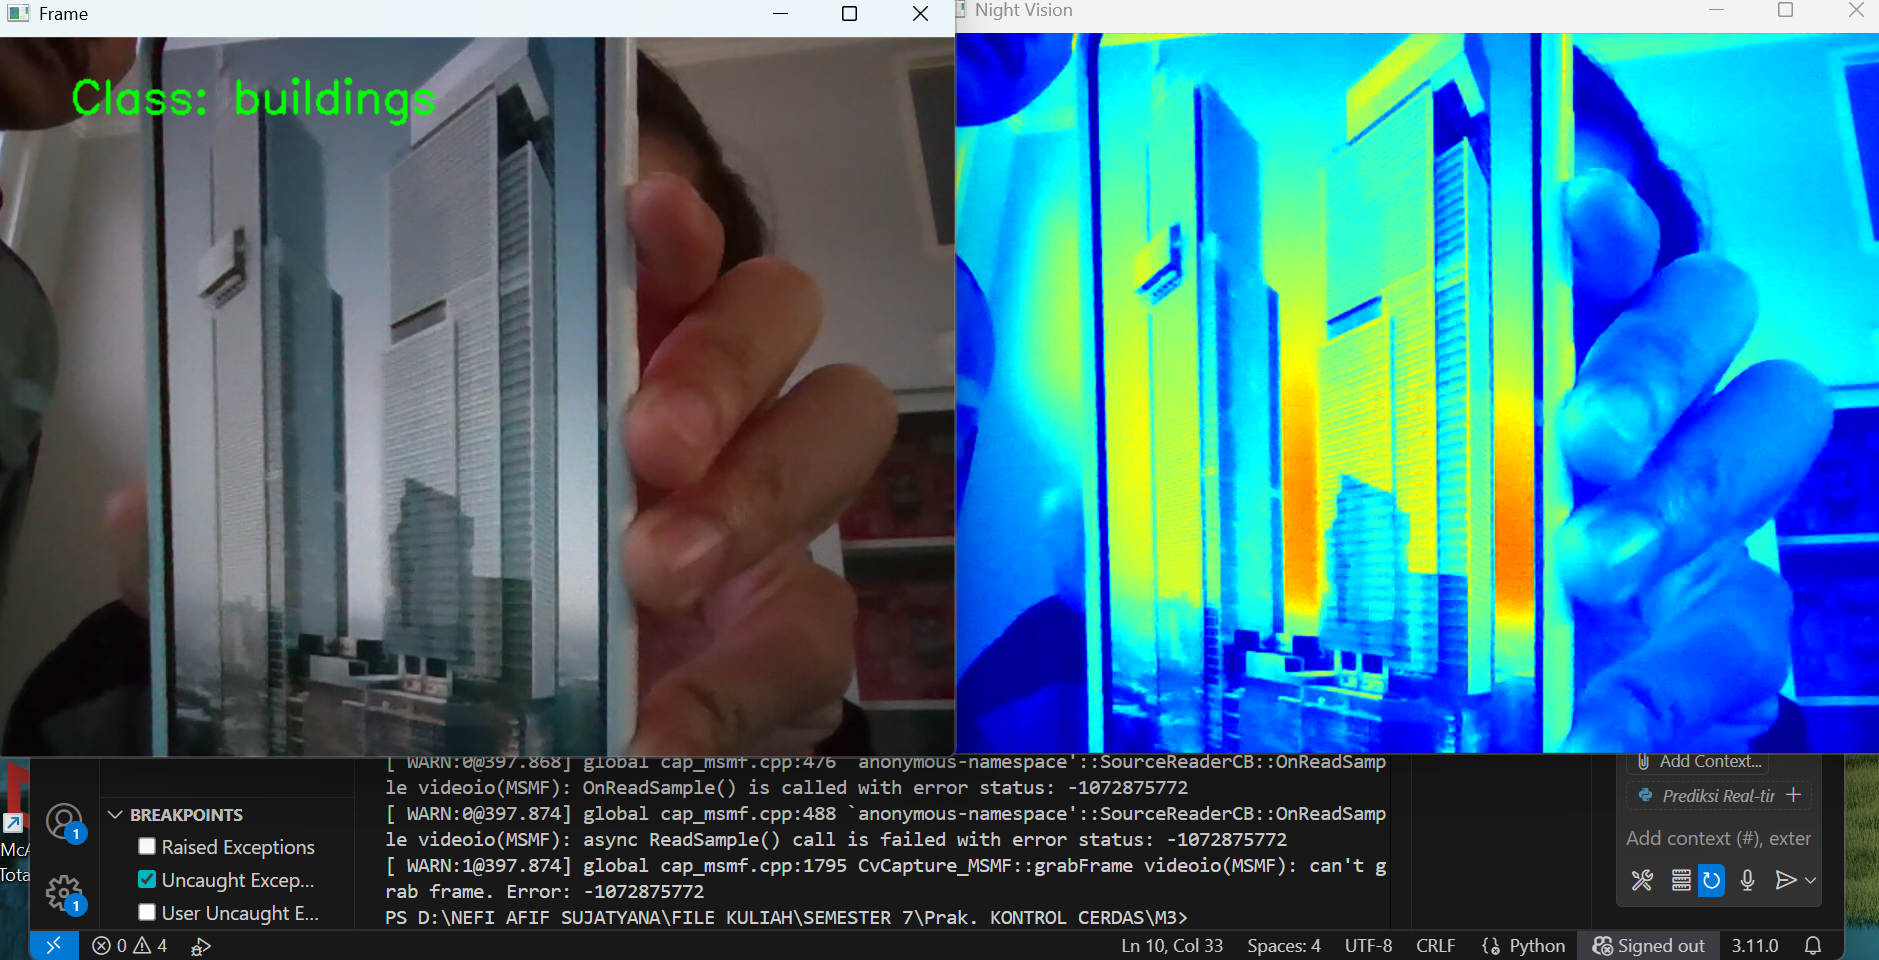 Frame
Night Vision
Class: buildings
[ WARN:0@397.868] global cap_msmf.cpp:476 `anonymous-namespace'::SourceReaderCB::OnReadSamp
le videoio(MSMF): OnReadSample() is called with error status: -1072875772
[ WARN:0@397.874] global cap_msmf.cpp:488 `anonymous-namespace'::SourceReaderCB::OnReadSamp
le videoio(MSMF): async ReadSample() call is failed with error status: -1072875772
[ WARN:1@397.874] global cap_msmf.cpp:1795 CvCapture_MSMF::grabFrame videoio(MSMF): can't g
rab frame. Error: -1072875772
PS D:\NEFI AFIF SUJATYANA\FILE KULIAH\SEMESTER 7\Prak. KONTROL CERDAS\M3>
BREAKPOINTS
Raised Exceptions
Uncaught Excep...
User Uncaught E...
1
1
McA
Tota
Add Context...
Prediksi Real-tir
Add context (#), exter
0 4
Ln 10, Col 33 Spaces: 4 UTF-8 CRLF Python Signed out 3.11.0